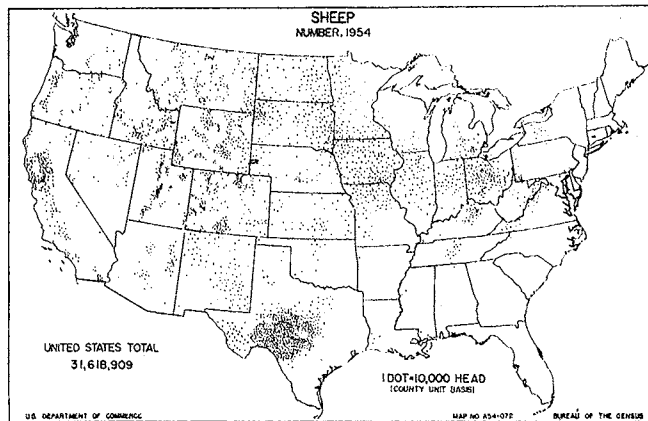 SHEEP
NUMBER, 1954
UNITED STATES TOTAL
31,618,909
1 DOT=10,000 HEAD
(COUNTY UNIT BASIS)
U.S. DEPARTMENT OF COMMERCE
MAP NO. A54-072
BUREAU OF THE CENSUS